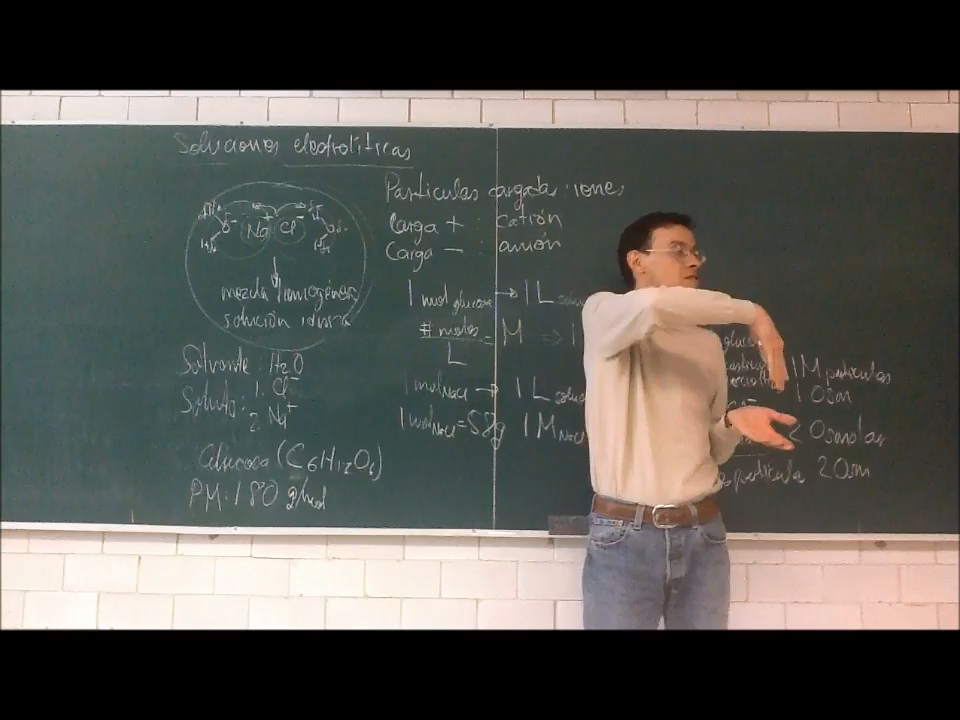 Soluciones electrolíticas
Na+ Cl-
mezcla homogénea
solución iónica
Solvente: H2O
Soluto: 1. Cl-
2. Na+
Glucosa (C6H12O6)
PM: 180 g/mol
Partículas cargadas: iones
Carga + : catión
Carga - : anión
1 mol glucosa → 1 L
# moles = M ⇒ 1
L
1 mol NaCl → 1 L
1 mol NaCl = 58g 1 M NaCl
1 M partículas
1 Osm
2 Osmolar
partícula 2 Osm